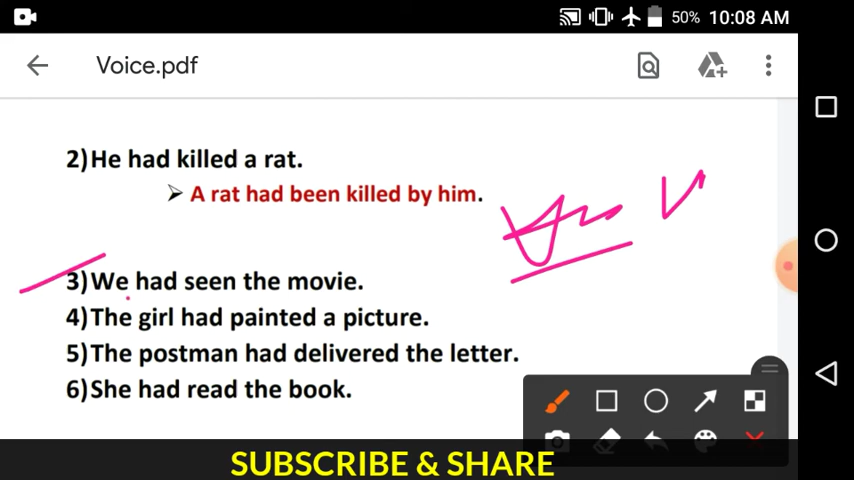 50% 10:08 AM
Voice.pdf
2) He had killed a rat.
➢ A rat had been killed by him.
3) We had seen the movie.
4) The girl had painted a picture.
5) The postman had delivered the letter.
6) She had read the book.
SUBSCRIBE & SHARE